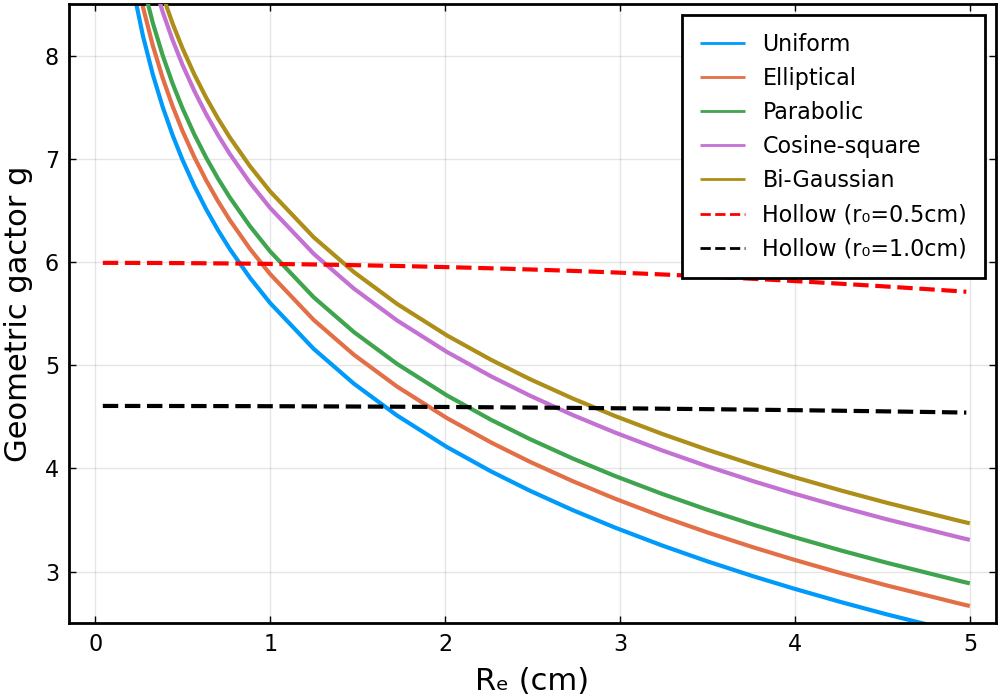 Geometric gactor g
8
7
6
5
4
3
0
1
2
3
4
5
Rₑ (cm)
Uniform
Elliptical
Parabolic
Cosine-square
Bi-Gaussian
Hollow (r₀=0.5cm)
Hollow (r₀=1.0cm)